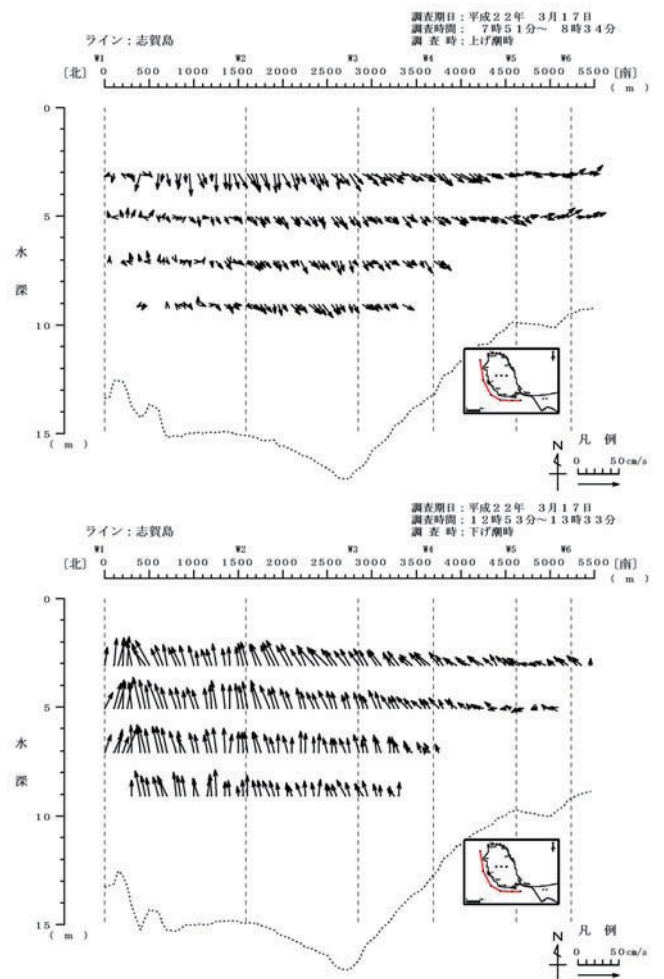 調査期日：平成22年 3月17日
ライン：志賀島
調査時間： 7時51分～ 8時34分
調 査 時：上げ潮時
W1 W2 W3 W4 W5 W6
〔北〕 0 500 1000 1500 2000 2500 3000 3500 4000 4500 5000 5500 〔南〕
( m )
0
5
水
深
10
15
( m )
N
凡 例
0 50cm/s
調査期日：平成22年 3月17日
ライン：志賀島
調査時間：12時53分～13時33分
調 査 時：下げ潮時
W1 W2 W3 W4 W5 W6
〔北〕 0 500 1000 1500 2000 2500 3000 3500 4000 4500 5000 5500 〔南〕
( m )
0
5
水
深
10
15
( m )
N
凡 例
0 50cm/s